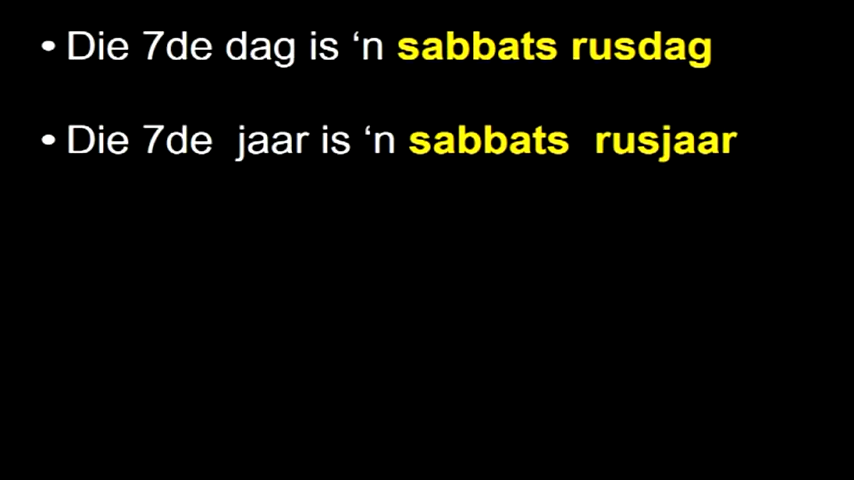 • Die 7de dag is ‘n sabbats rusdag
• Die 7de jaar is ‘n sabbats rusjaar